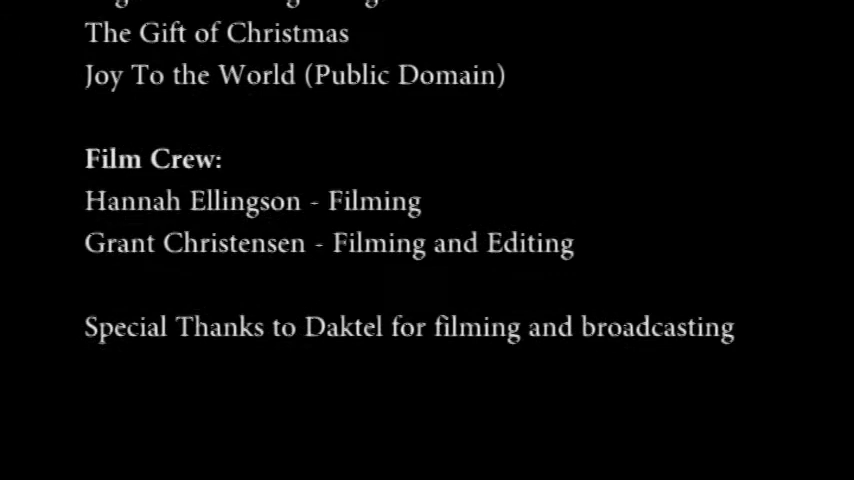 The Gift of Christmas
Joy To the World (Public Domain)
Film Crew:
Hannah Ellingson - Filming
Grant Christensen - Filming and Editing
Special Thanks to Daktel for filming and broadcasting